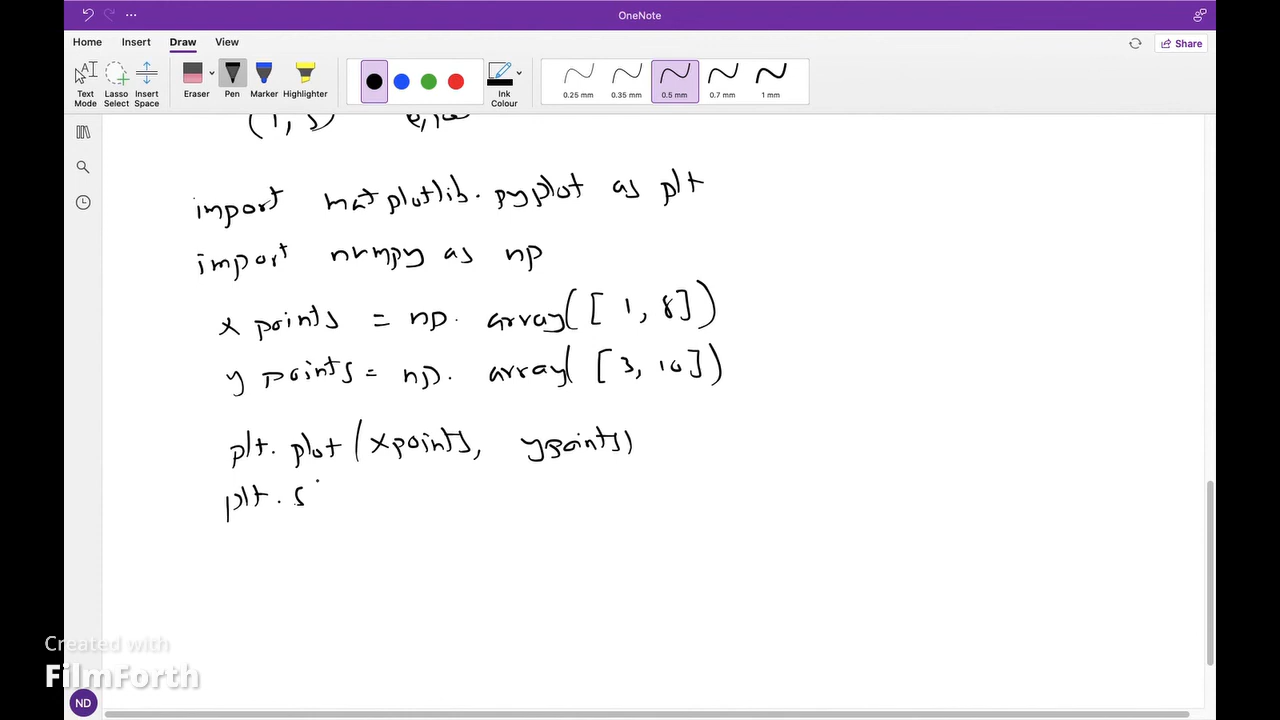 OneNote
Home Insert Draw View
Share
Text Mode Lasso Select Insert Space Eraser Pen Marker Highlighter Ink Colour 0.25 mm 0.35 mm 0.5 mm 0.7 mm 1 mm
import matplotlib.pyplot as plt
import numpy as np
x points = np. array([ 1, 8])
y points = np. array( [ 3, 10])
plt. plot (xpoints, ypoints)
plt. s
Created with
FilmForth
ND